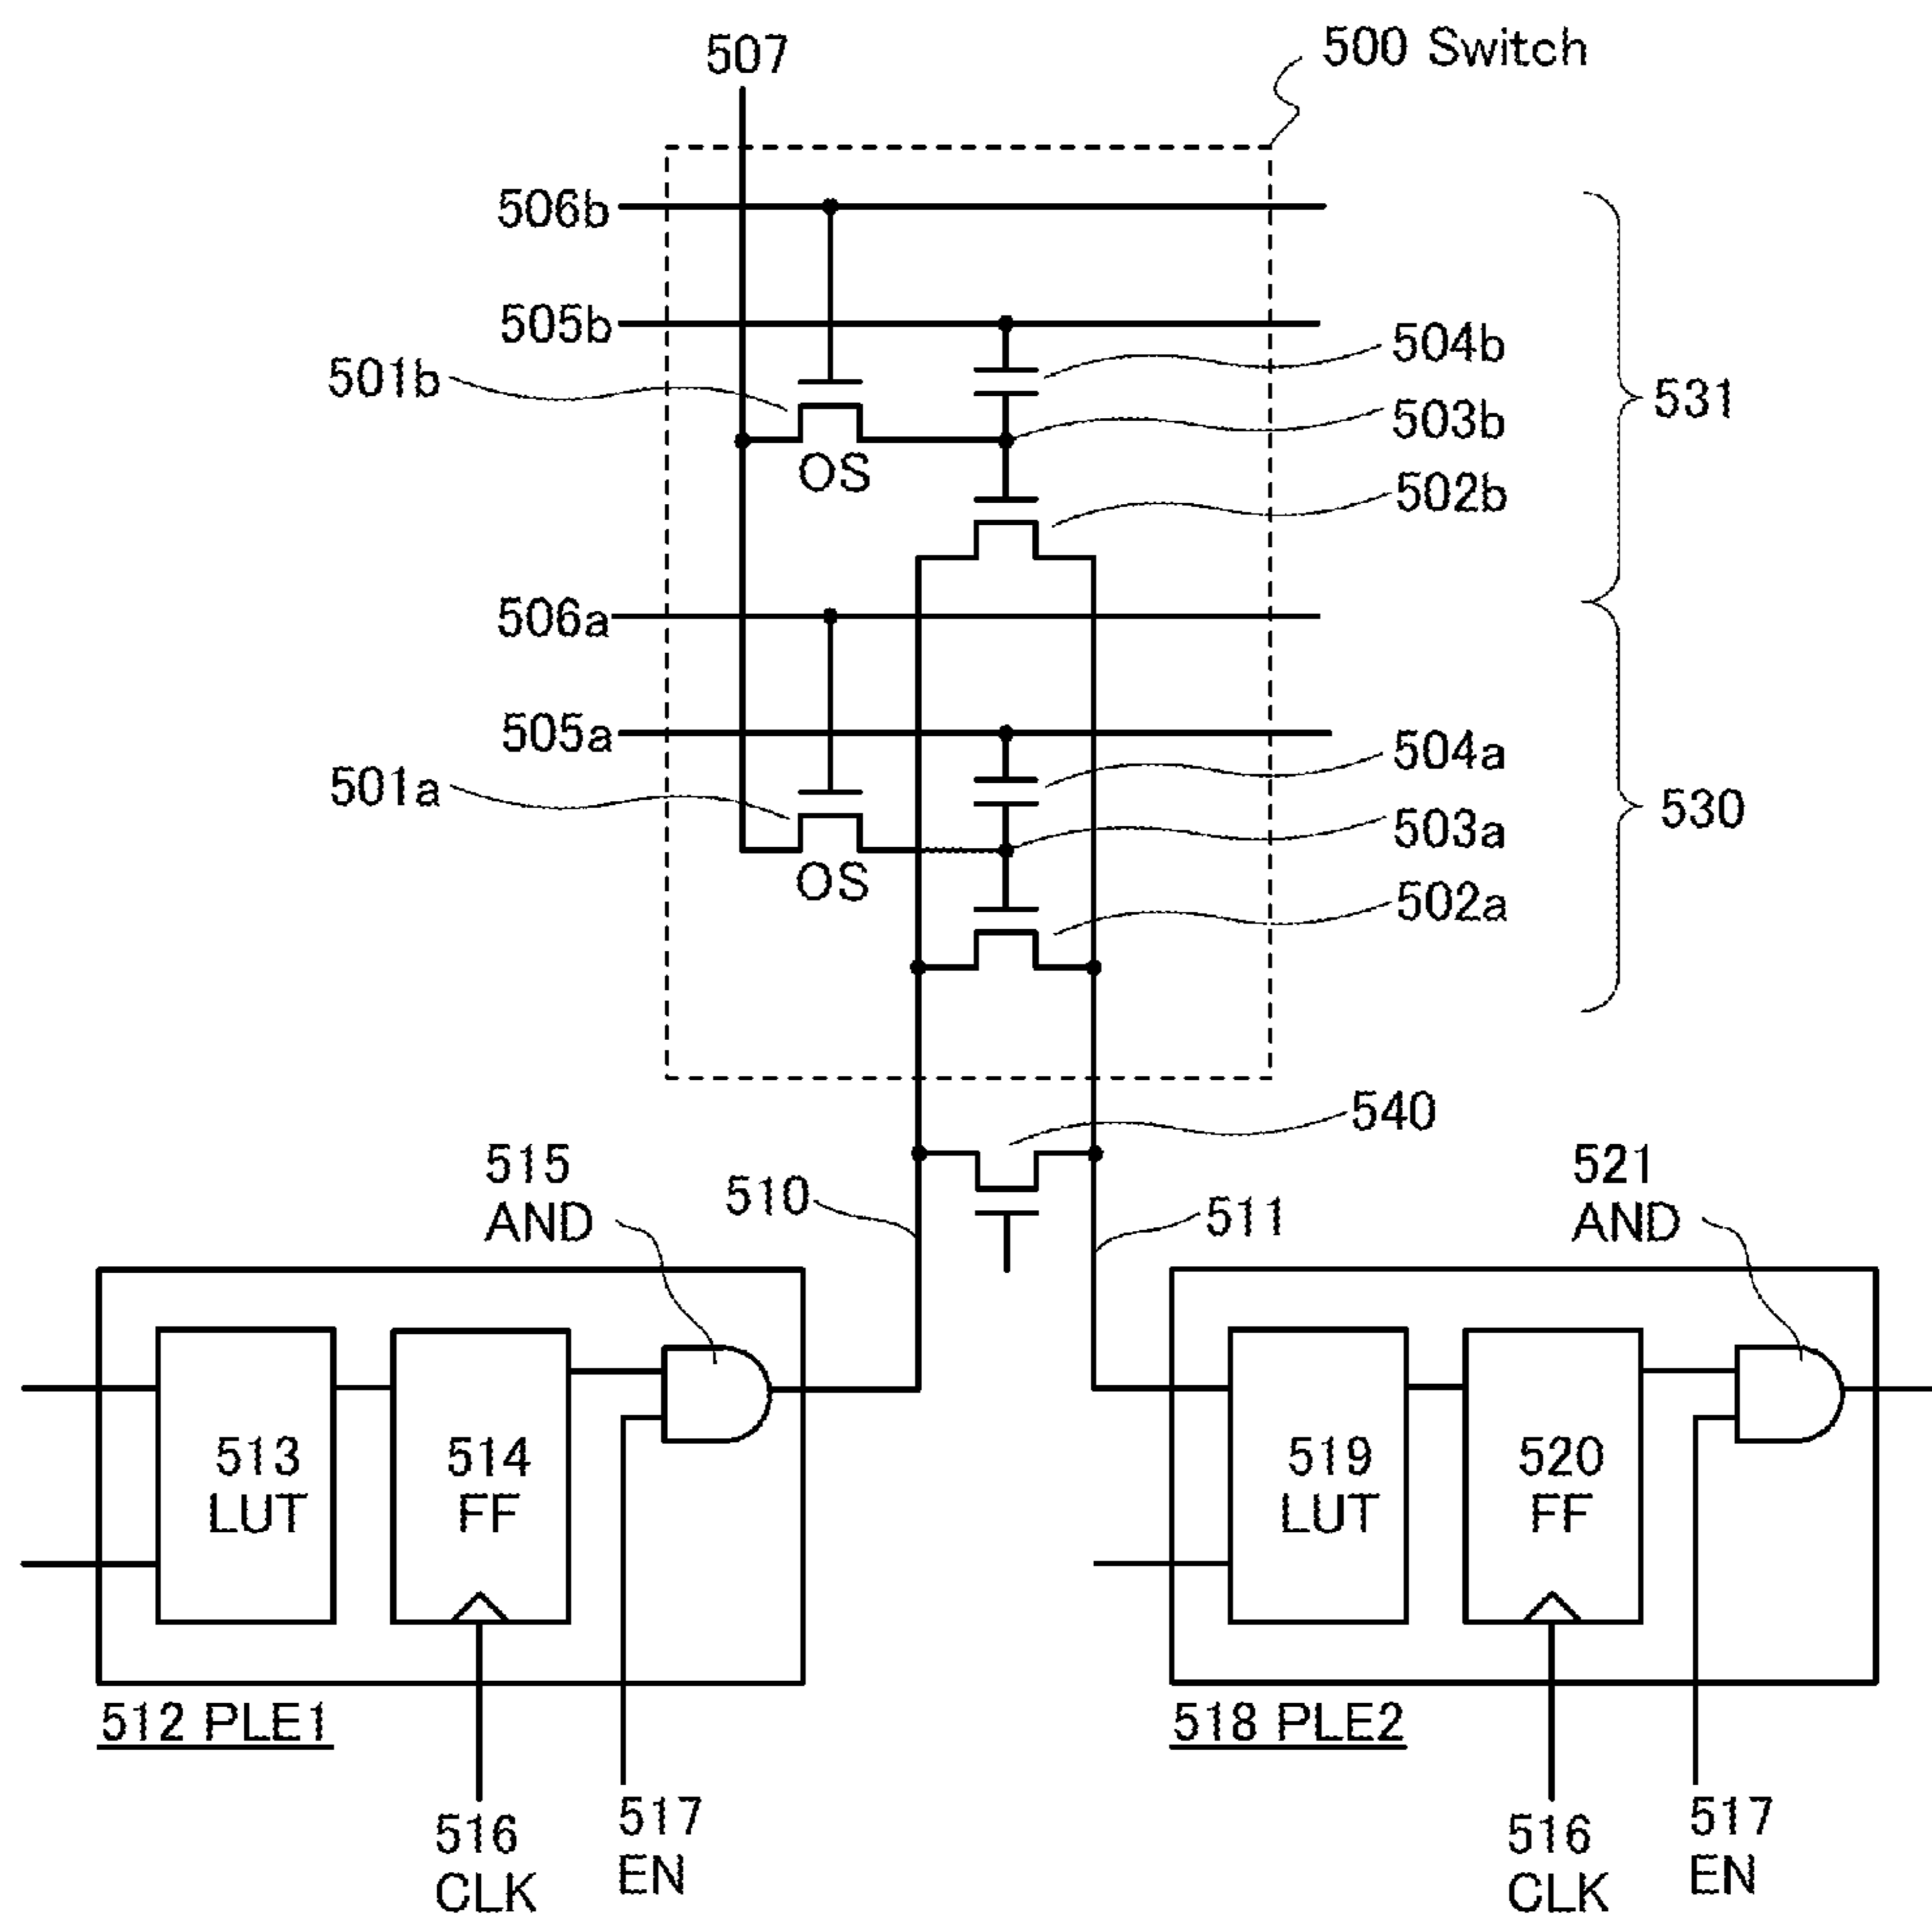 507
500 Switch
506b
505b
504b
501b
503b
531
OS
502b
506a
505a
504a
501a
503a
530
OS
502a
540
515
AND
510
511
521
AND
513
LUT
514
FF
519
LUT
520
FF
512 PLE1
518 PLE2
516
CLK
517
EN
516
CLK
517
EN